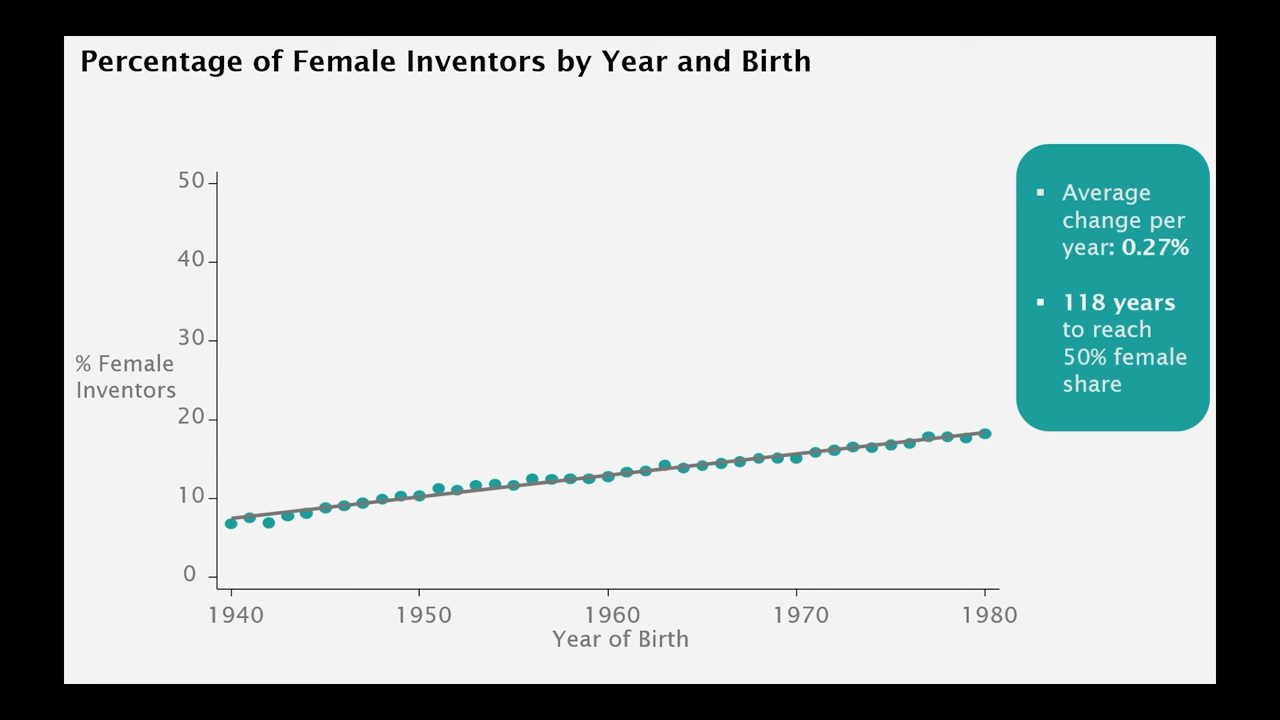 Percentage of Female Inventors by Year and Birth
50
40
30
20
10
0
% Female
Inventors
1940 1950 1960 1970 1980
Year of Birth
▪ Average
change per
year: 0.27%
▪ 118 years
to reach
50% female
share